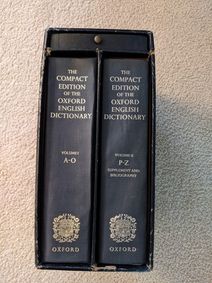 THE
COMPACT
EDITION
OF THE
OXFORD
ENGLISH
DICTIONARY
VOLUME I
A-O
OXFORD
THE
COMPACT
EDITION
OF THE
OXFORD
ENGLISH
DICTIONARY
VOLUME II
P-Z
SUPPLEMENT AND
BIBLIOGRAPHY
OXFORD